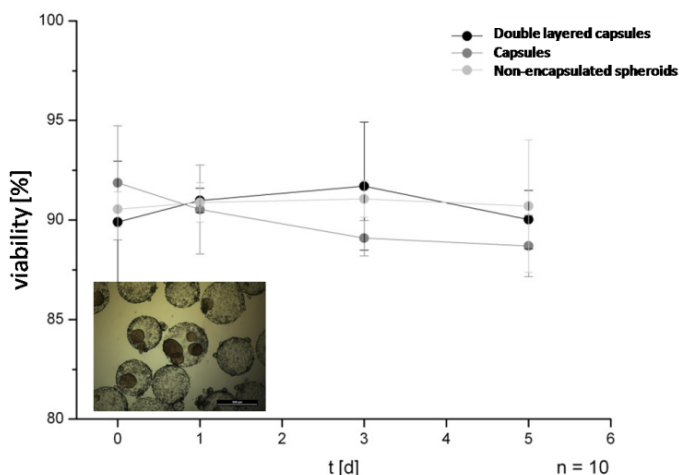 100
95
90
85
80
viability [%]
Double layered capsules
Capsules
Non-encapsulated spheroids
0 1 2 3 4 5 6
t [d]
n = 10